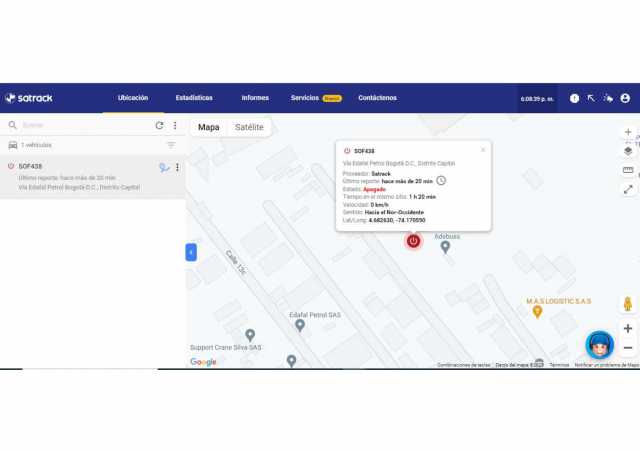 satrack
Ubicación Estadísticas Informes Servicios Nuevo Contáctenos 6:08:39 p. m.
Buscar
1 vehículos
SOF438
Último reporte: hace más de 20 min
Vía Edafal Petrol Bogotá D.C., Distrito Capital
Mapa Satélite
SOF438
Vía Edafal Petrol Bogotá D.C., Distrito Capital
Proveedor: Satrack
Último reporte: hace más de 20 min
Estado: Apagado
Tiempo en el mismo sitio: 1 h 20 min
Velocidad: 0 km/h
Sentido: Hacia el Nor-Occidente
Lat/Long: 4.682630, -74.170590
Adebuss
Calle 13c
M.A.S LOGISTIC S.A.S
Edafal Petrol SAS
Support Crane Silva SAS
Google
Combinaciones de teclas Datos del mapa Términos Notificar un problema de Maps